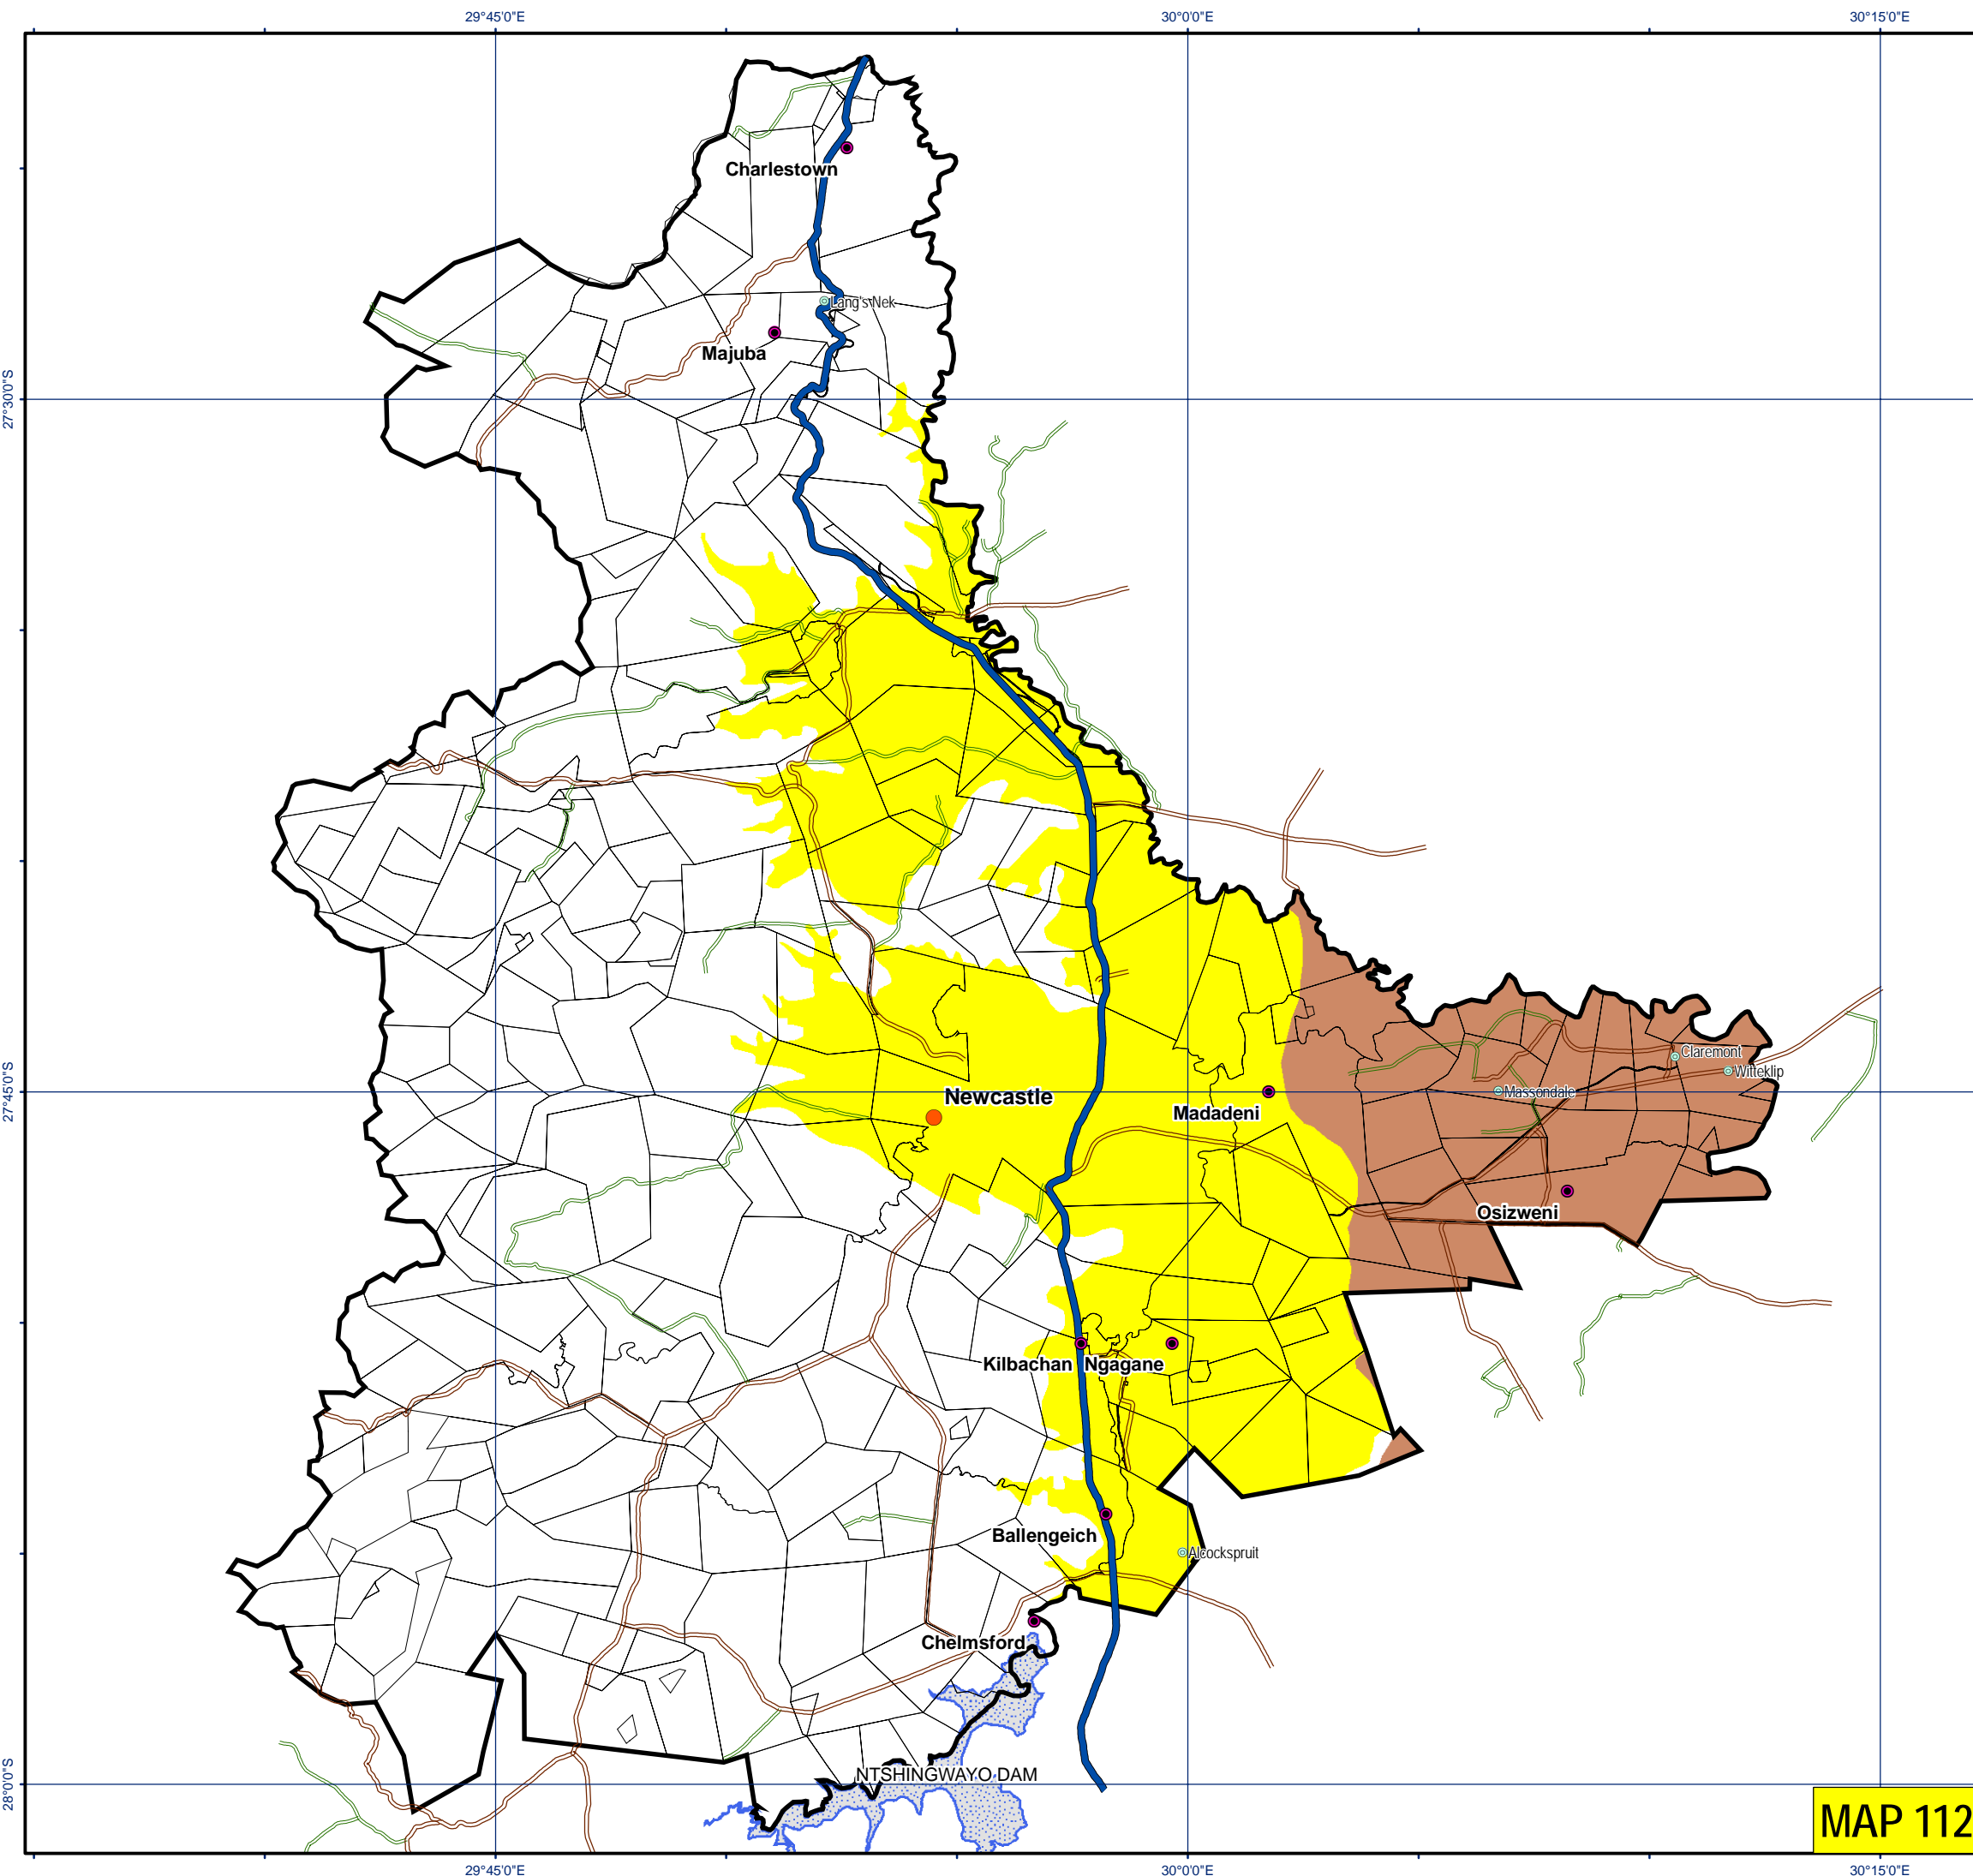 29°45'0"E
30°0'0"E
30°15'0"E
Charlestown
Lang's Nek
Majuba
27°30'0"S
Claremont
Witteklip
Massondale
27°45'0"S
Newcastle
Madadeni
Osizweni
Kilbachan Ngagane
Ballengeich
Alcockspruit
Chelmsford
NTSHINGWAYO DAM
28°0'0"S
MAP 112
29°45'0"E
30°0'0"E
30°15'0"E